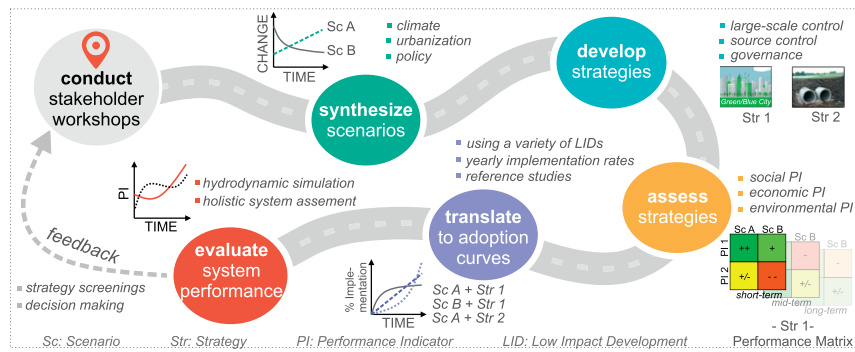 conduct
stakeholder
workshops
CHANGE
TIME
Sc A
Sc B
climate
urbanization
policy
synthesize
scenarios
develop
strategies
large-scale control
source control
governance
Green/Blue City
Str 1
Str 2
assess
strategies
social PI
economic PI
environmental PI
Sc A Sc B
PI 1
++ +
PI 2
+/- - -
short-term
Sc B
-
+/-
mid-term
Sc B
-
+/-
long-term
- Str 1-
Performance Matrix
using a variety of LIDs
yearly implementation rates
reference studies
translate
to adoption
curves
% Imple-
mentation
TIME
Sc A + Str 1
Sc B + Str 1
Sc A + Str 2
PI
TIME
hydrodynamic simulation
holistic system assement
evaluate
system
performance
feedback
strategy screenings
decision making
Sc: Scenario Str: Strategy PI: Performance Indicator LID: Low Impact Development